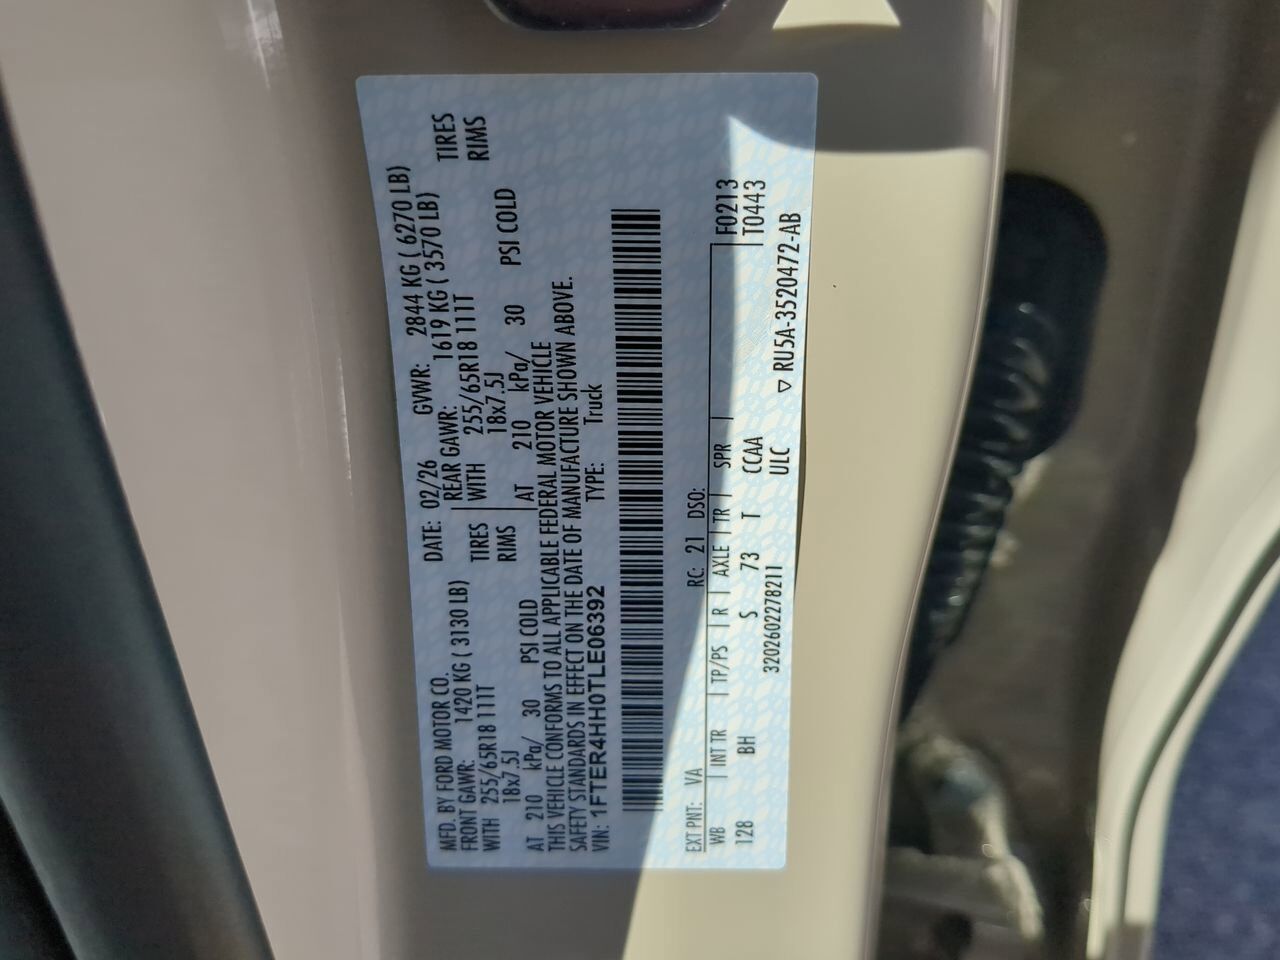 MFD. BY FORD MOTOR CO. DATE: 02/26 GVWR: 2844 KG ( 6270 LB)
FRONT GAWR: 1420 KG ( 3130 LB) REAR GAWR: 1619 KG ( 3570 LB)
WITH 255/65R18 111T TIRES WITH 255/65R18 111T TIRES
18x7.5J RIMS 18x7.5J RIMS
AT 210 kPa/ 30 PSI COLD AT 210 kPa/ 30 PSI COLD
THIS VEHICLE CONFORMS TO ALL APPLICABLE FEDERAL MOTOR VEHICLE
SAFETY STANDARDS IN EFFECT ON THE DATE OF MANUFACTURE SHOWN ABOVE.
VIN: 1FTER4HH0TLE06392 TYPE: Truck
EXT PNT: VA RC: 21 DSO:
WB INT TR TP/PS R AXLE TR SPR F0213
128 BH S 73 T CCAA T0443
3202602278211 ULC ▽ RU5A-3520472-AB